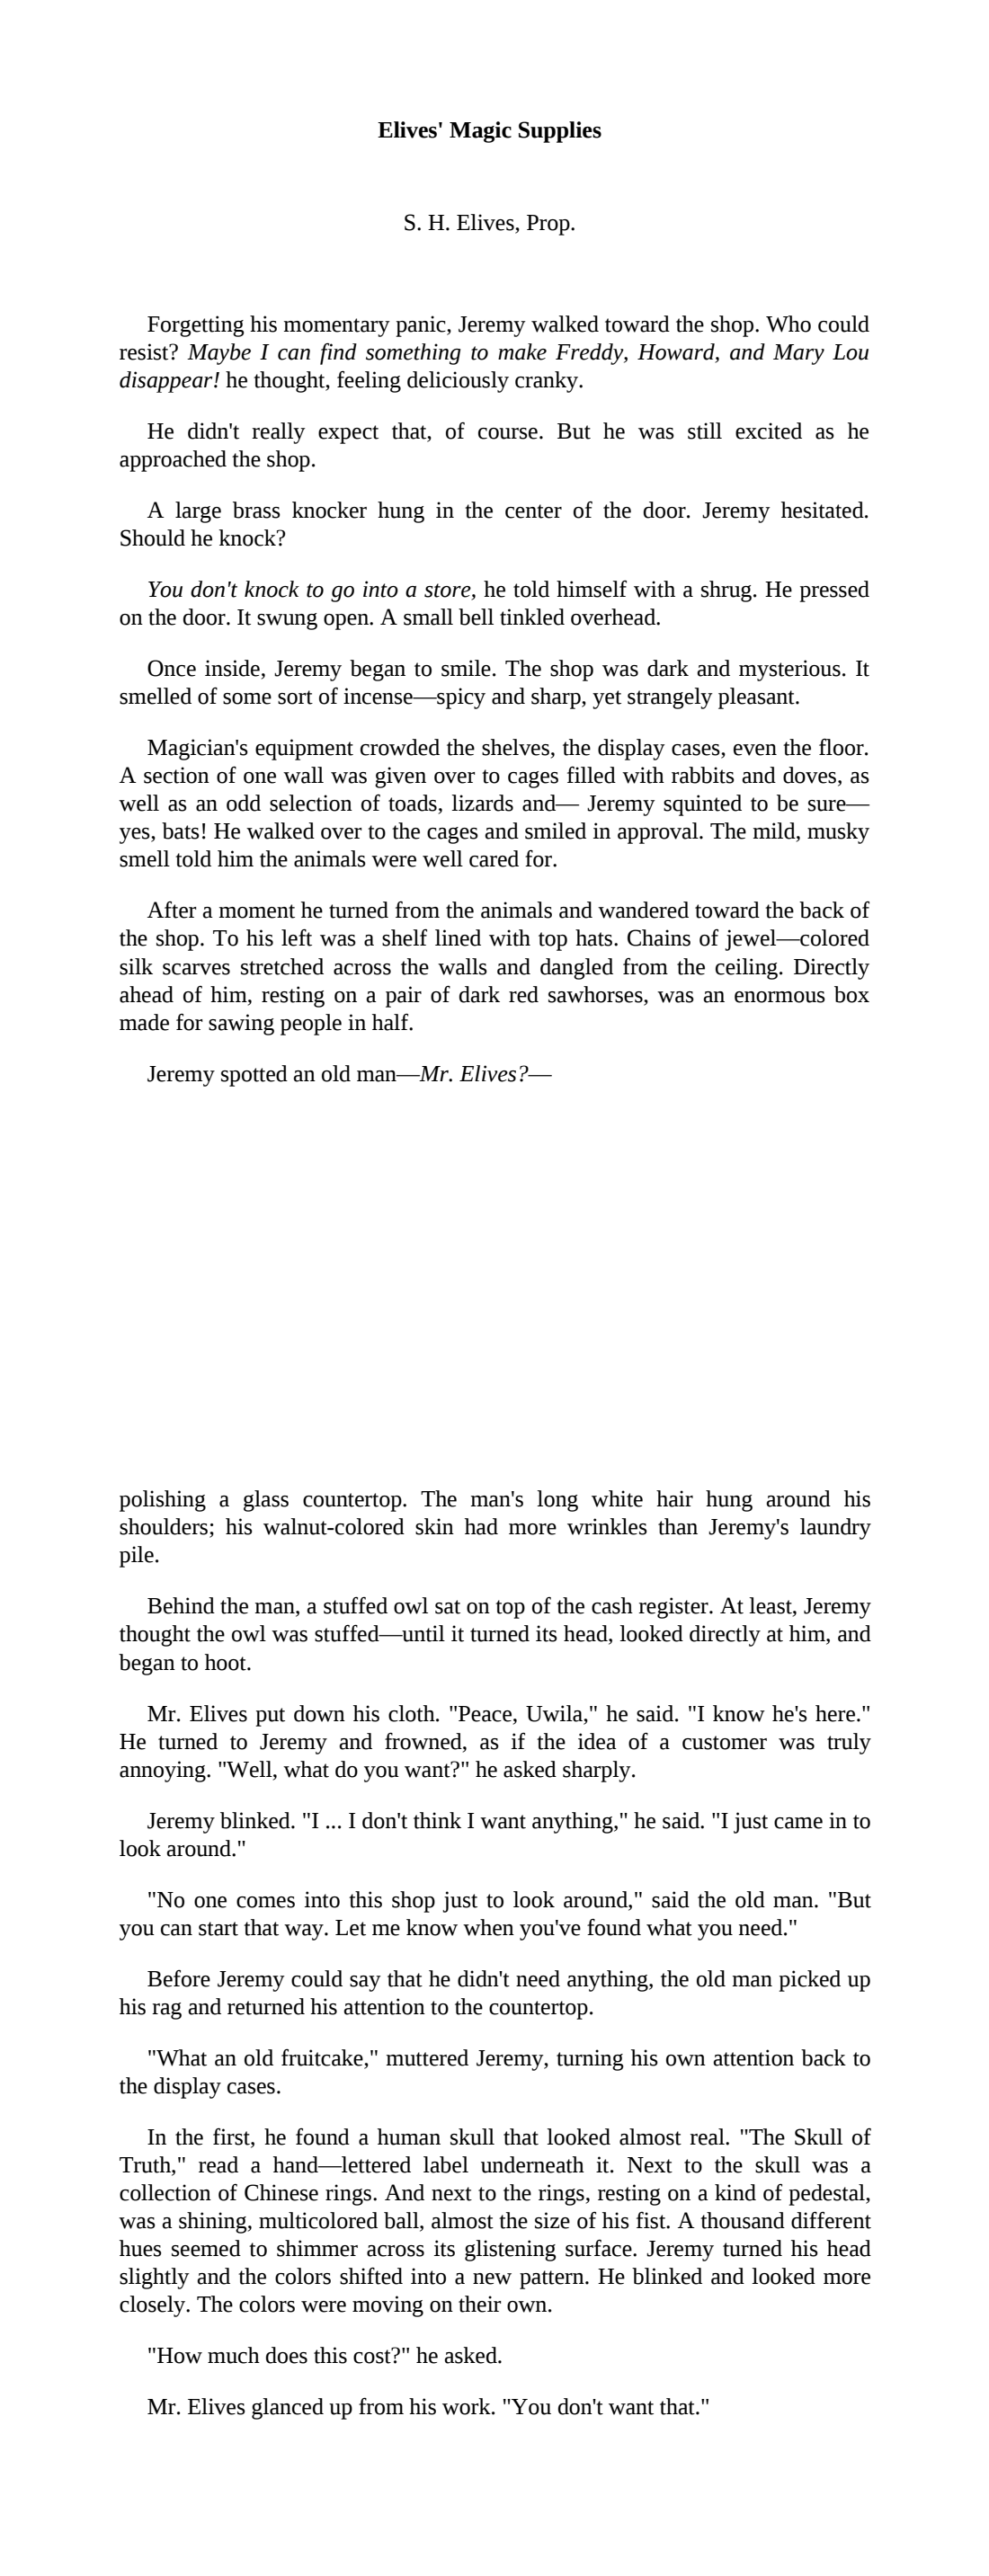 Elives' Magic Supplies
S. H. Elives, Prop.
Forgetting his momentary panic, Jeremy walked toward the shop. Who could
resist? Maybe I can find something to make Freddy, Howard, and Mary Lou
disappear! he thought, feeling deliciously cranky.
He didn't really expect that, of course. But he was still excited as he
approached the shop.
A large brass knocker hung in the center of the door. Jeremy hesitated.
Should he knock?
You don't knock to go into a store, he told himself with a shrug. He pressed
on the door. It swung open. A small bell tinkled overhead.
Once inside, Jeremy began to smile. The shop was dark and mysterious. It
smelled of some sort of incense—spicy and sharp, yet strangely pleasant.
Magician's equipment crowded the shelves, the display cases, even the floor.
A section of one wall was given over to cages filled with rabbits and doves, as
well as an odd selection of toads, lizards and— Jeremy squinted to be sure—
yes, bats! He walked over to the cages and smiled in approval. The mild, musky
smell told him the animals were well cared for.
After a moment he turned from the animals and wandered toward the back of
the shop. To his left was a shelf lined with top hats. Chains of jewel—colored
silk scarves stretched across the walls and dangled from the ceiling. Directly
ahead of him, resting on a pair of dark red sawhorses, was an enormous box
made for sawing people in half.
Jeremy spotted an old man—Mr. Elives?—
polishing a glass countertop. The man's long white hair hung around his
shoulders; his walnut-colored skin had more wrinkles than Jeremy's laundry
pile.
Behind the man, a stuffed owl sat on top of the cash register. At least, Jeremy
thought the owl was stuffed—until it turned its head, looked directly at him, and
began to hoot.
Mr. Elives put down his cloth. "Peace, Uwila," he said. "I know he's here."
He turned to Jeremy and frowned, as if the idea of a customer was truly
annoying. "Well, what do you want?" he asked sharply.
Jeremy blinked. "I ... I don't think I want anything," he said. "I just came in to
look around."
"No one comes into this shop just to look around," said the old man. "But
you can start that way. Let me know when you've found what you need."
Before Jeremy could say that he didn't need anything, the old man picked up
his rag and returned his attention to the countertop.
"What an old fruitcake," muttered Jeremy, turning his own attention back to
the display cases.
In the first, he found a human skull that looked almost real. "The Skull of
Truth," read a hand—lettered label underneath it. Next to the skull was a
collection of Chinese rings. And next to the rings, resting on a kind of pedestal,
was a shining, multicolored ball, almost the size of his fist. A thousand different
hues seemed to shimmer across its glistening surface. Jeremy turned his head
slightly and the colors shifted into a new pattern. He blinked and looked more
closely. The colors were moving on their own.
"How much does this cost?" he asked.
Mr. Elives glanced up from his work. "You don't want that."